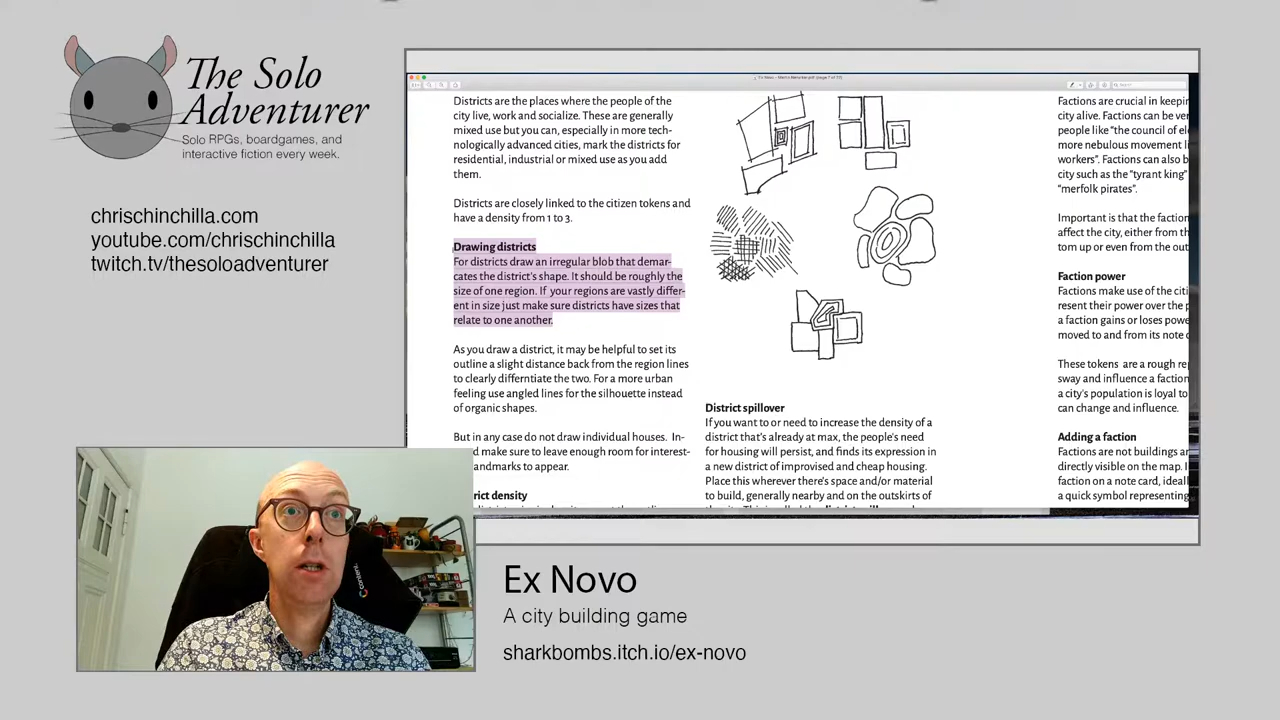 The Solo
Adventurer
Solo RPGs, boardgames, and
interactive fiction every week.
chrischinchilla.com
youtube.com/chrischinchilla
twitch.tv/thesoloadventurer
Districts are the places where the people of the
city live, work and socialize. These are generally
mixed use but you can, especially in more tech-
nologically advanced cities, mark the districts for
residential, industrial or mixed use as you add
them.
Districts are closely linked to the citizen tokens and
have a density from 1 to 3.
Drawing districts
For districts draw an irregular blob that demar-
cates the district's shape. It should be roughly the
size of one region. If your regions are vastly differ-
ent in size just make sure districts have sizes that
relate to one another.
As you draw a district, it may be helpful to set its
outline a slight distance back from the region lines
to clearly differntiate the two. For a more urban
feeling use angled lines for the silhouette instead
of organic shapes.
But in any case do not draw individual houses. In-
d make sure to leave enough room for interest-
andmarks to appear.
rict density
District spillover
If you want to or need to increase the density of a
district that's already at max, the people's need
for housing will persist, and finds its expression in
a new district of improvised and cheap housing.
Place this wherever there's space and/or material
to build, generally nearby and on the outskirts of
Factions are crucial in keepin
city alive. Factions can be ver
people like "the council of el
more nebulous movement li
workers". Factions can also b
city such as the "tyrant king"
"merfolk pirates".
Important is that the faction
affect the city, either from th
tom up or even from the out
Faction power
Factions make use of the citi
resent their power over the p
a faction gains or loses powe
moved to and from its note c
These tokens are a rough rep
sway and influence a faction
a city's population is loyal to
can change and influence.
Adding a faction
Factions are not buildings ar
directly visible on the map. I
faction on a note card, ideall
a quick symbol representing
Ex Novo
A city building game
sharkbombs.itch.io/ex-novo